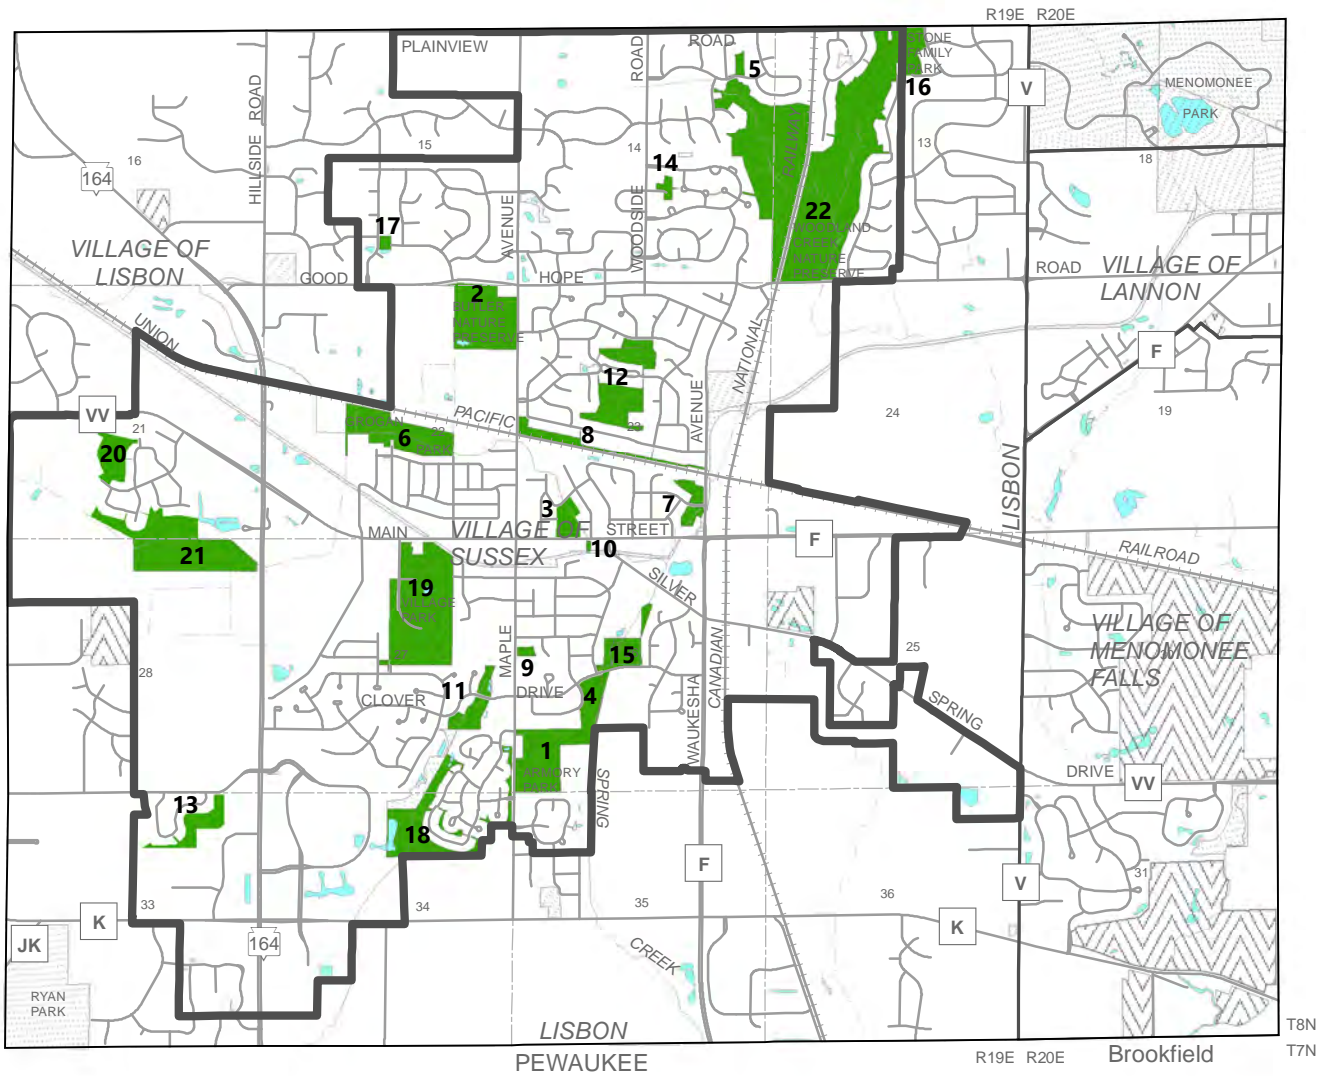 R19E R20E
PLAINVIEW
ROAD
ROAD
5
STONE
FAMILY
PARK
16
V
MENOMONEE
PARK
HILLSIDE ROAD
16
15
14
13
18
164
14
RAILWAY
22
WOODLAND
CREEK
NATURE
PRESERVE
17
AVENUE
WOODSIDE
VILLAGE OF
LISBON
GOOD
HOPE
ROAD
VILLAGE OF
LANNON
2
BUTLER
NATURE
PRESERVE
UNION
NATIONAL
F
12
AVENUE
VV
21
GROGAN
PARK
22
6
PACIFIC
8
23
24
19
20
LISBON
3
7
MAIN
VILLAGE OF
SUSSEX
STREET
F
21
10
RAILROAD
19
VILLAGE
PARK
SILVER
VILLAGE OF
MENOMONEE
FALLS
30
28
27
MAPLE
9
15
25
11
CLOVER
DRIVE
4
WAUKESHA
CANADIAN
SPRING
1
ARMORY
PARK
SPRING
DRIVE
VV
13
18
F
V
31
33
34
35
36
K
K
JK
164
CREEK
RYAN
PARK
LISBON
PEWAUKEE
T8N
T7N
R19E R20E
Brookfield